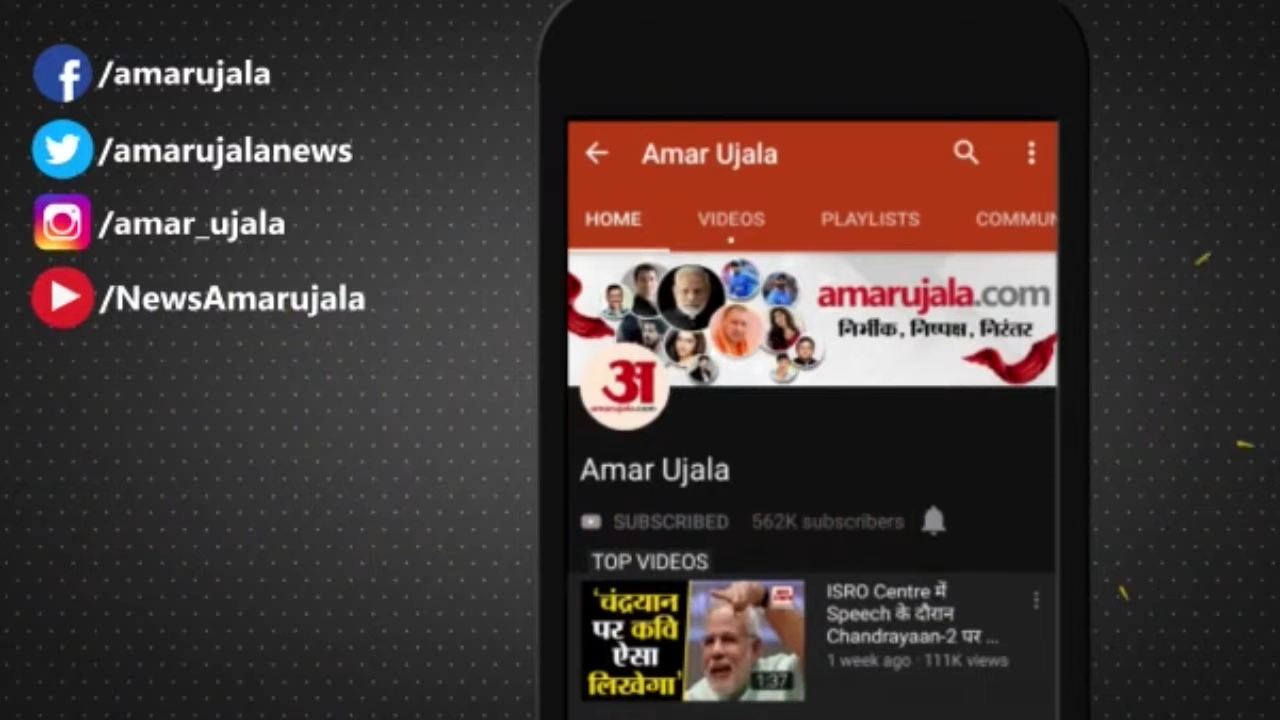 /amarujala
/amarujalanews
/amar_ujala
/NewsAmarujala
Amar Ujala
HOME VIDEOS PLAYLISTS COMMUN
amarujala.com
निर्भीक, निष्पक्ष, निरंतर
अ
amarujala.com
Amar Ujala
SUBSCRIBED 562K subscribers
TOP VIDEOS
'चंद्रयान
पर कवि
ऐसा
लिखेगा'
1:37
ISRO Centre में
Speech के दौरान
Chandrayaan-2 पर ...
1 week ago · 111K views